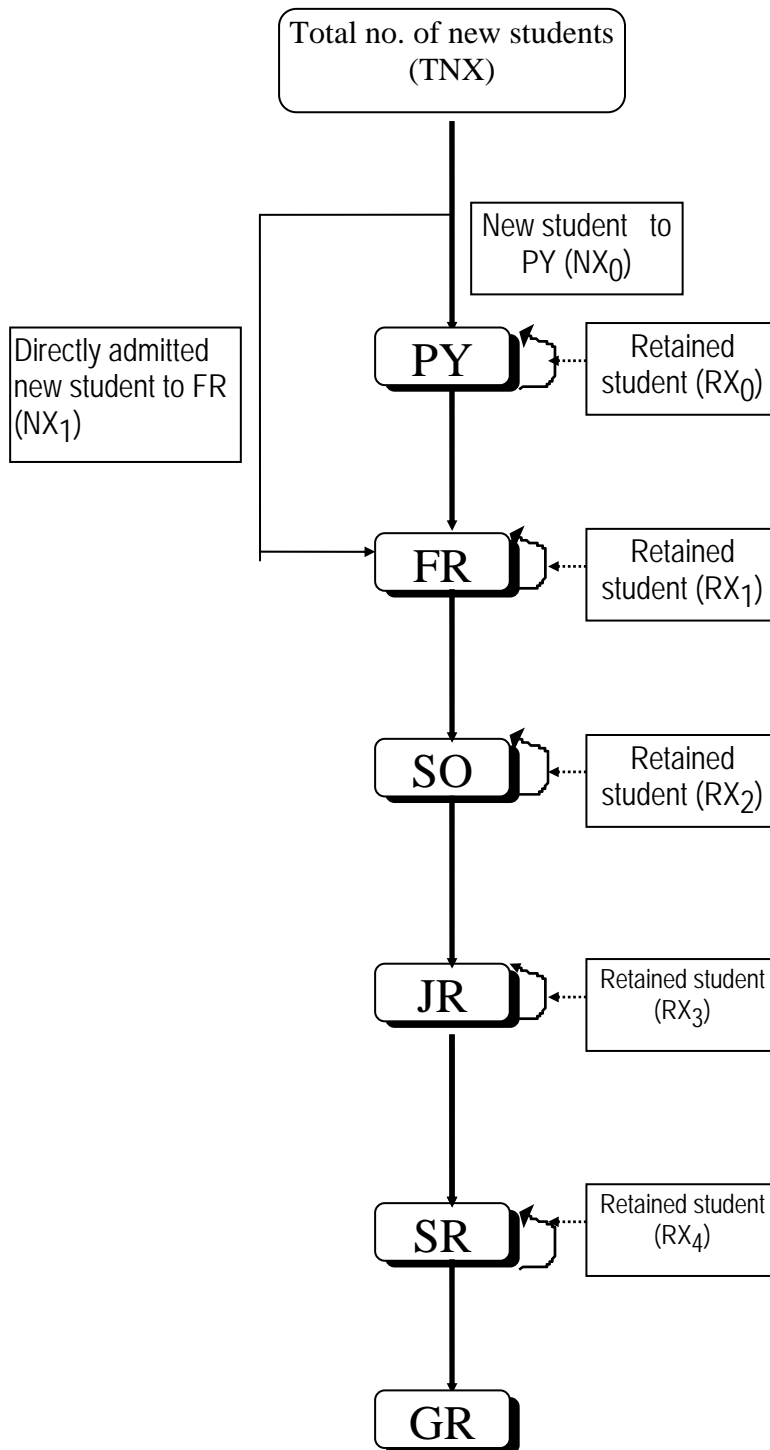 Total no. of new students
(TNX)
New student to
PY (NX0)
Directly admitted
new student to FR
(NX1)
PY
Retained
student (RX0)
FR
Retained
student (RX1)
SO
Retained
student (RX2)
JR
Retained student
(RX3)
SR
Retained student
(RX4)
GR